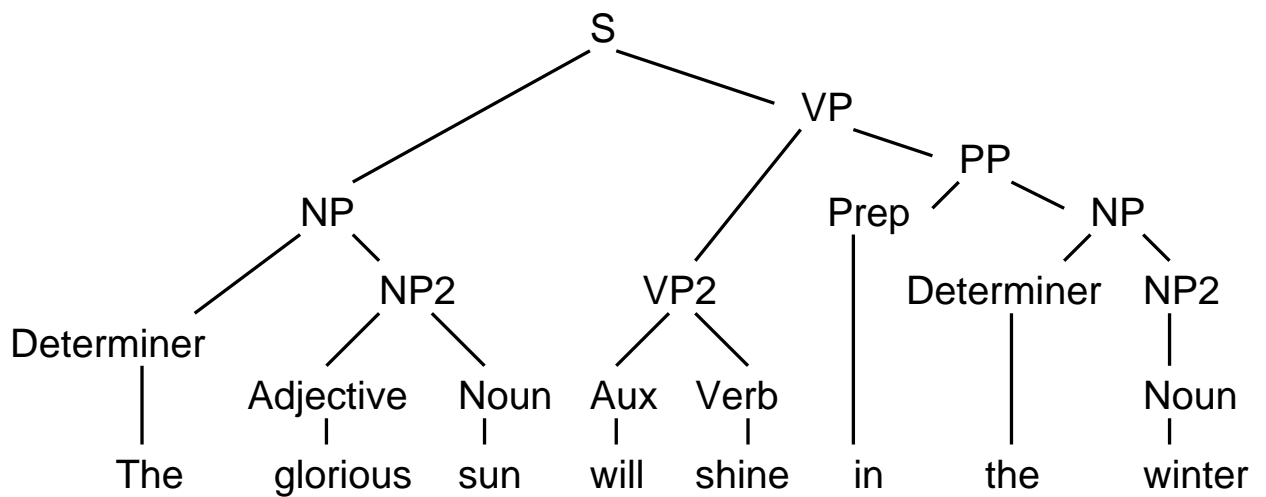 S
VP
PP
NP Prep NP
NP2 VP2 Determiner NP2
Determiner
Adjective Noun Aux Verb Noun
The glorious sun will shine in the winter